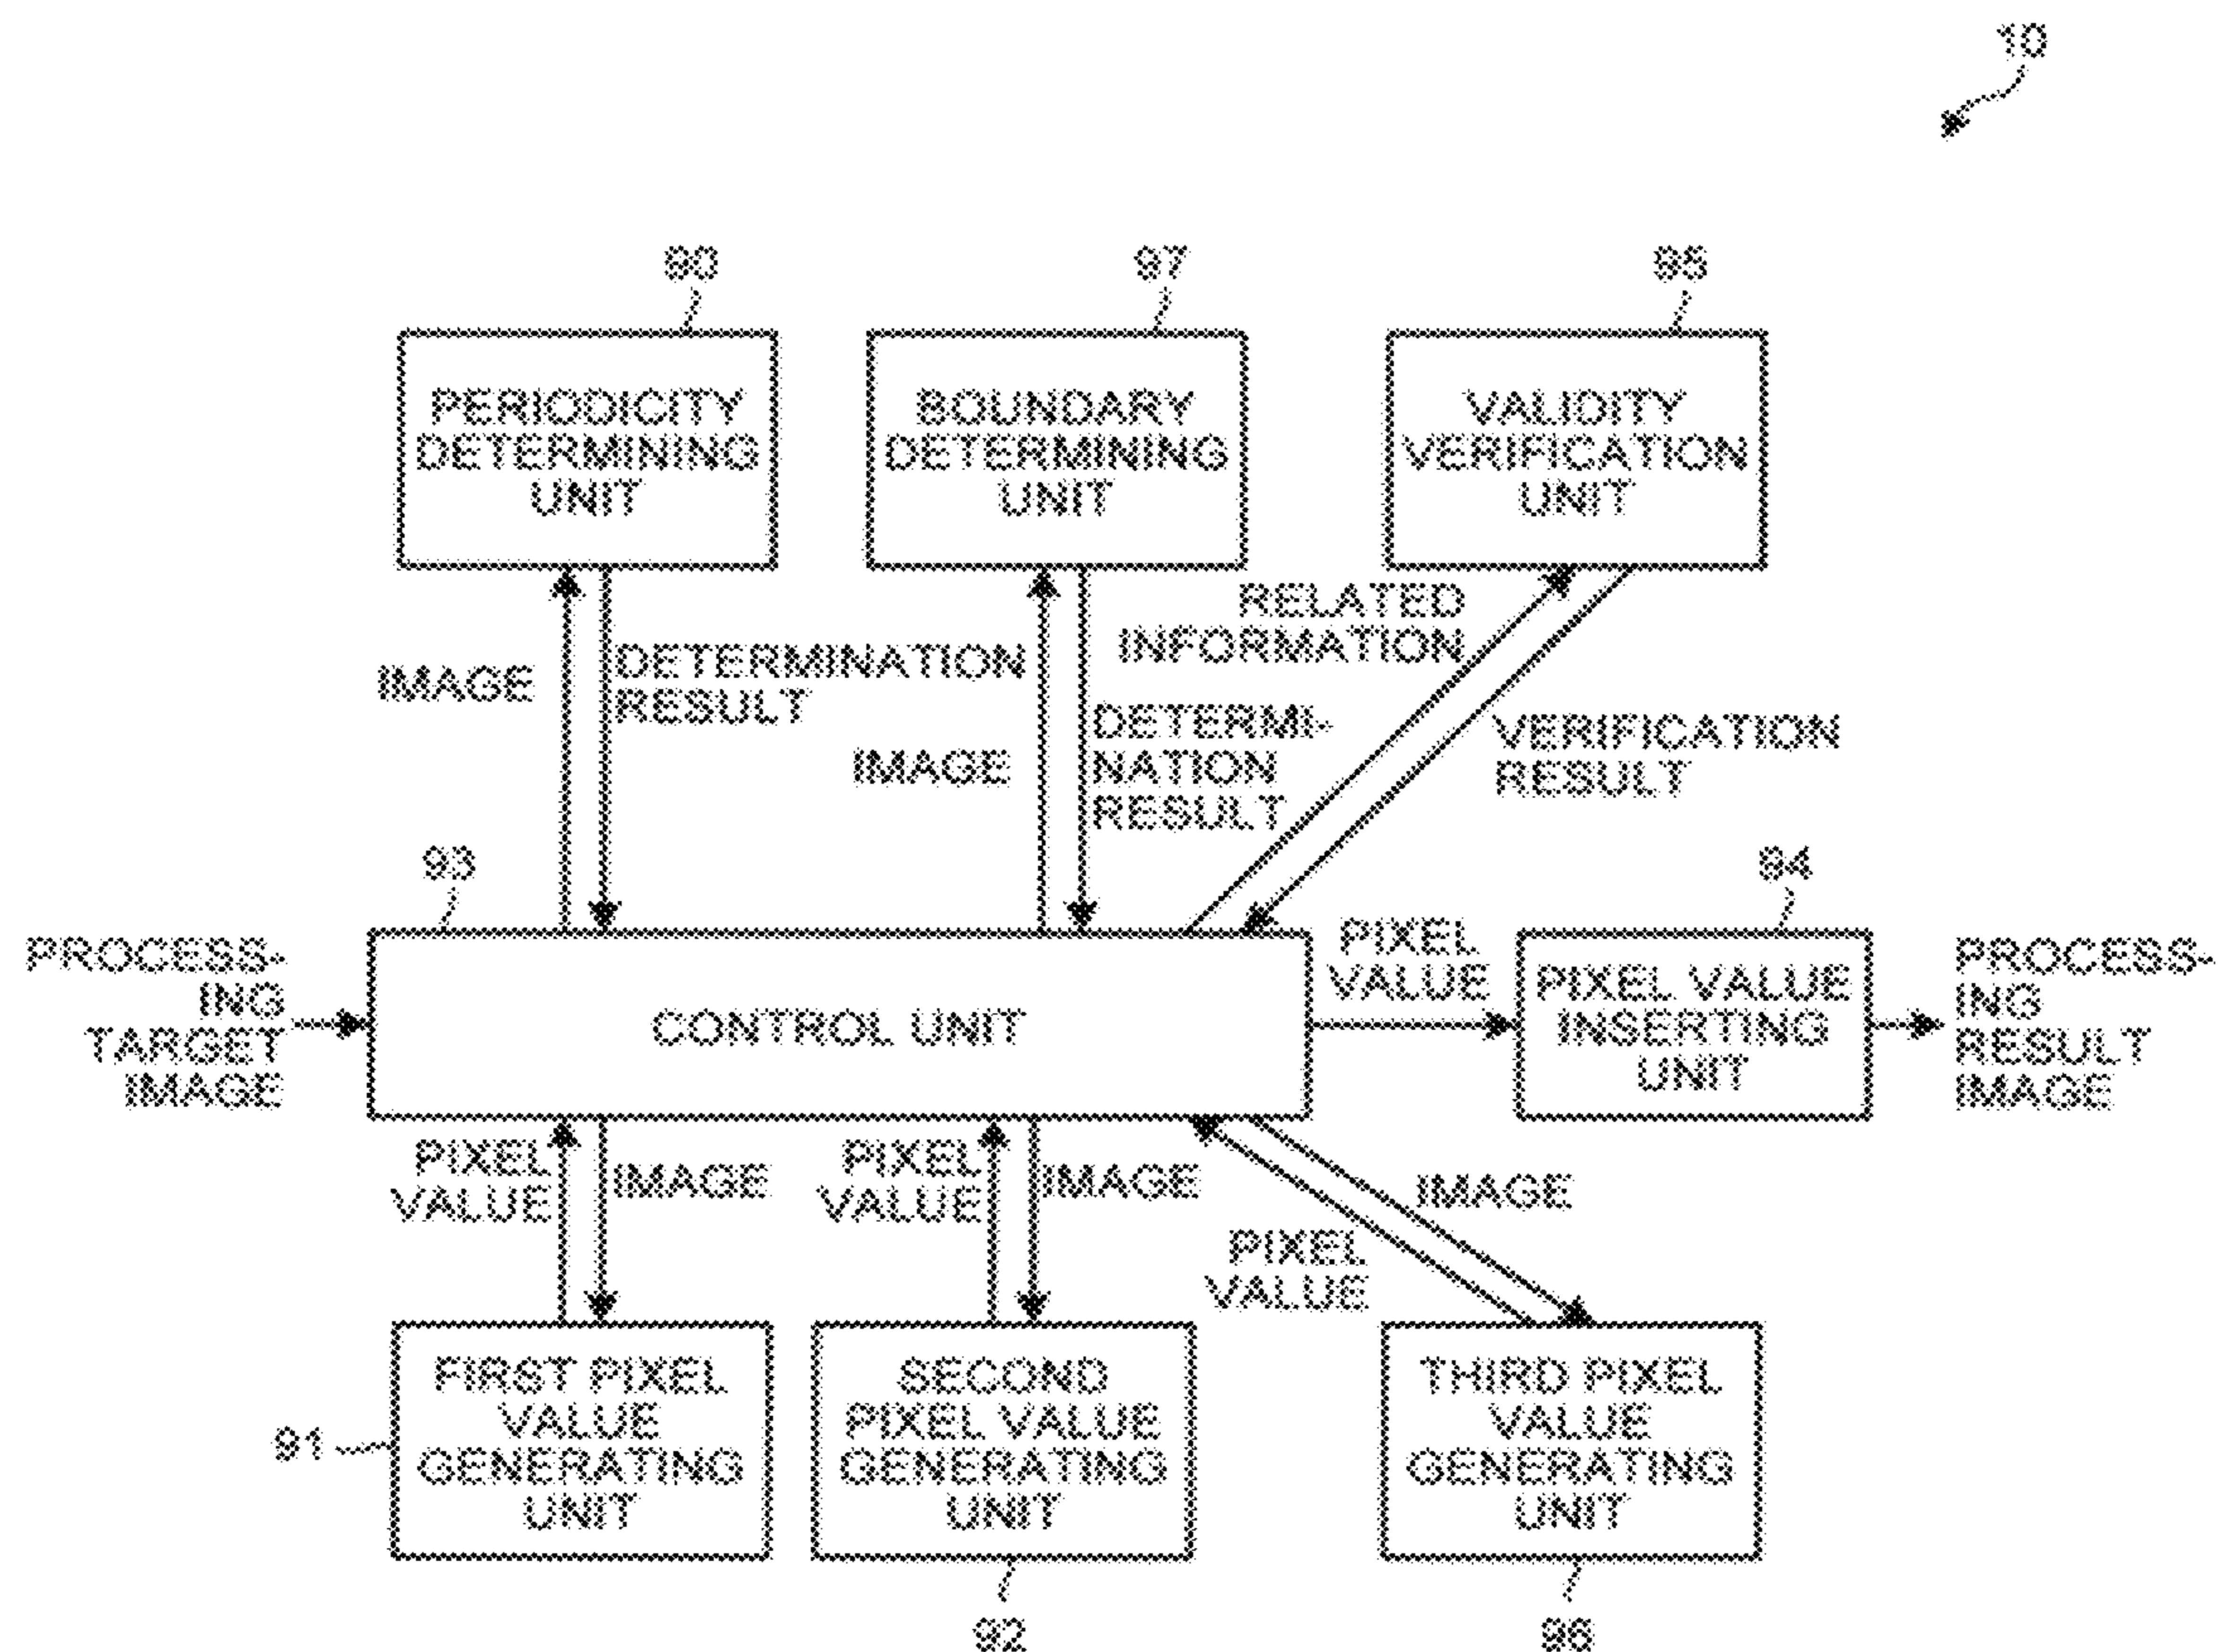 10
90
97
95
PERIODICITY
DETERMINING
UNIT
BOUNDARY
DETERMINING
UNIT
VALIDITY
VERIFICATION
UNIT
IMAGE
DETERMINATION
RESULT
IMAGE
RELATED
INFORMATION
DETERMI-
NATION
RESULT
VERIFICATION
RESULT
93
94
PROCESS-
ING
TARGET
IMAGE
CONTROL UNIT
PIXEL
VALUE
PIXEL VALUE
INSERTING
UNIT
PROCESS-
ING
RESULT
IMAGE
PIXEL
VALUE
IMAGE
PIXEL
VALUE
IMAGE
PIXEL
VALUE
IMAGE
91
FIRST PIXEL
VALUE
GENERATING
UNIT
SECOND
PIXEL VALUE
GENERATING
UNIT
THIRD PIXEL
VALUE
GENERATING
UNIT
92
96